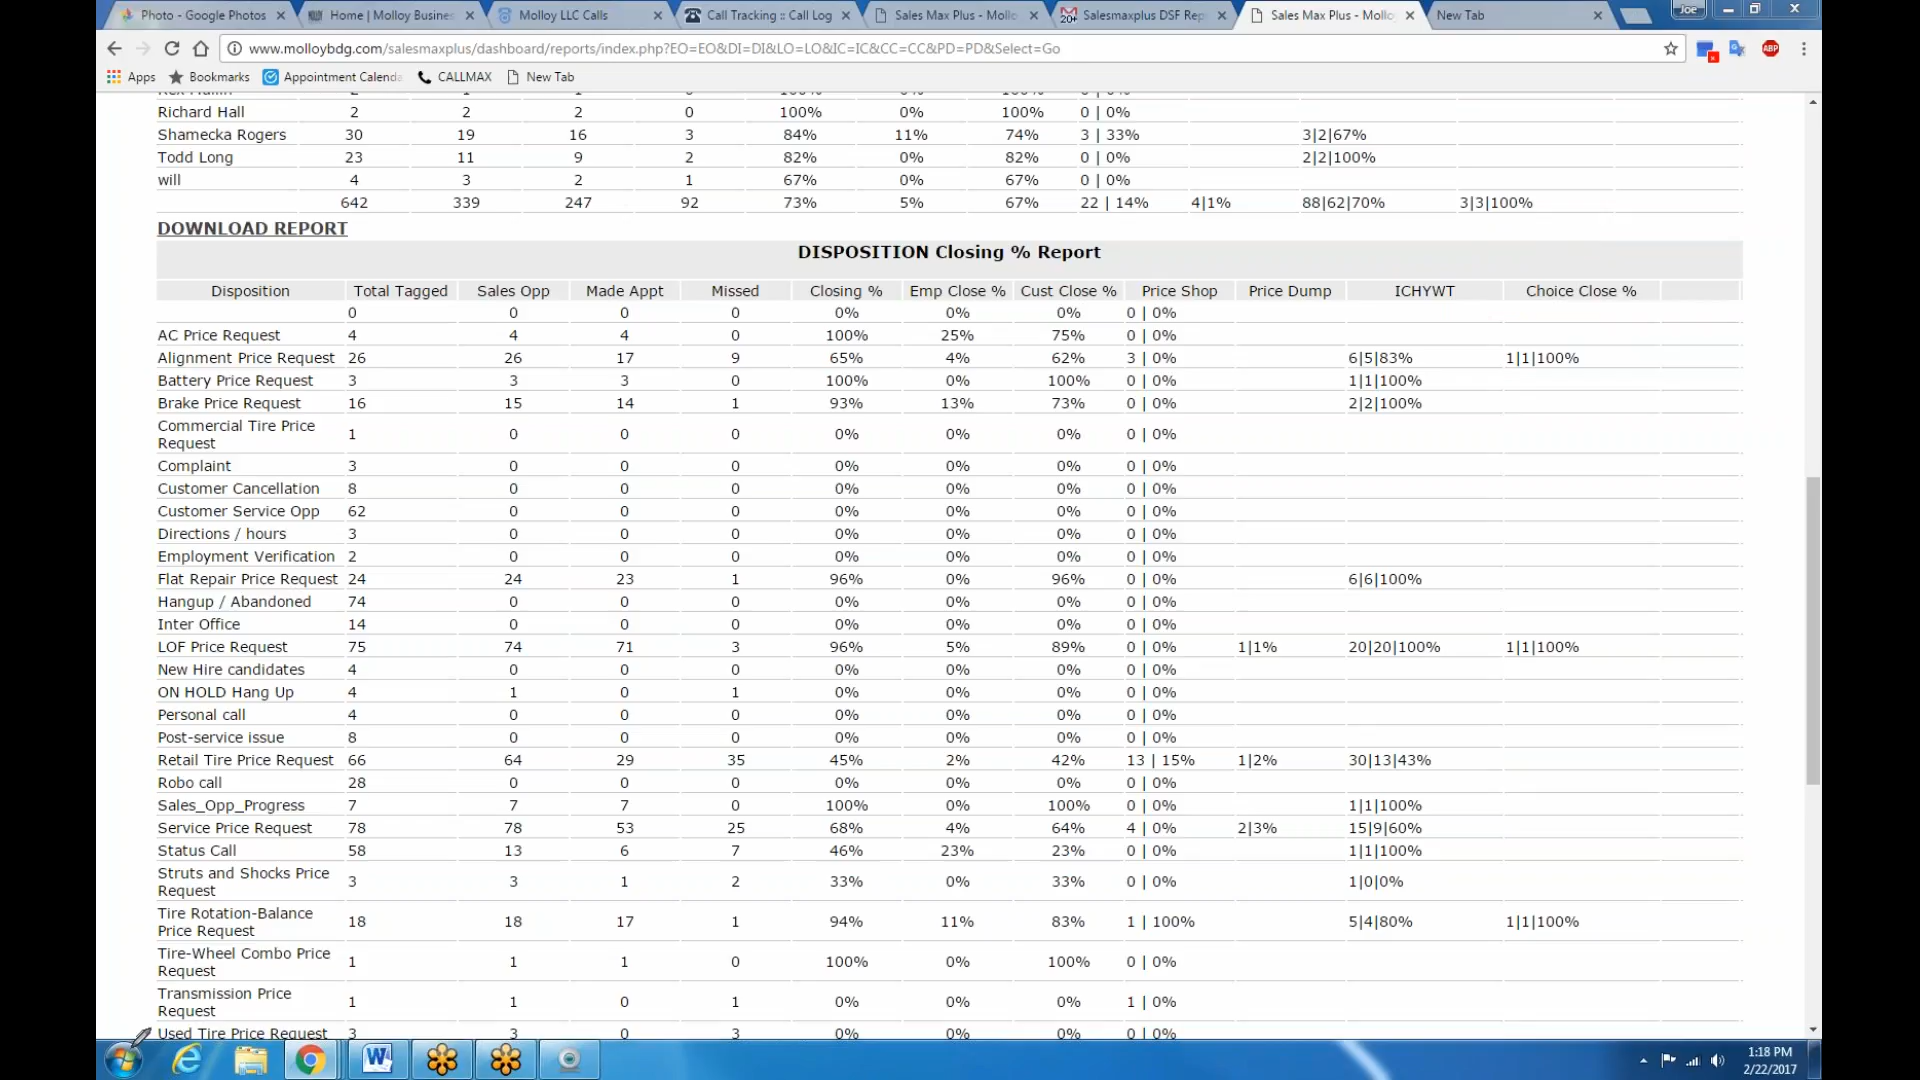 Photo - Google Photos
Home | Molloy Busines
Molloy LLC Calls
Call Tracking :: Call Log
Sales Max Plus - Mollo
20+ Salesmaxplus DSF Rep
Sales Max Plus - Mollo
New Tab
Joe
www.molloybdg.com/salesmaxplus/dashboard/reports/index.php?EO=EO&DI=DI&LO=LO&IC=IC&CC=CC&PD=PD&Select=Go
ABP
Apps Bookmarks Appointment Calenda CALLMAX New Tab
Richard Hall 2 2 2 0 100% 0% 100% 0 | 0%
Shamecka Rogers 30 19 16 3 84% 11% 74% 3 | 33% 3|2|67%
Todd Long 23 11 9 2 82% 0% 82% 0 | 0% 2|2|100%
will 4 3 2 1 67% 0% 67% 0 | 0%
642 339 247 92 73% 5% 67% 22 | 14% 4|1% 88|62|70% 3|3|100%
DOWNLOAD REPORT
DISPOSITION Closing % Report
Disposition Total Tagged Sales Opp Made Appt Missed Closing % Emp Close % Cust Close % Price Shop Price Dump ICHYWT Choice Close %
0 0 0 0 0% 0% 0% 0 | 0%
AC Price Request 4 4 4 0 100% 25% 75% 0 | 0%
Alignment Price Request 26 26 17 9 65% 4% 62% 3 | 0% 6|5|83% 1|1|100%
Battery Price Request 3 3 3 0 100% 0% 100% 0 | 0% 1|1|100%
Brake Price Request 16 15 14 1 93% 13% 73% 0 | 0% 2|2|100%
Commercial Tire Price
Request 1 0 0 0 0% 0% 0% 0 | 0%
Complaint 3 0 0 0 0% 0% 0% 0 | 0%
Customer Cancellation 8 0 0 0 0% 0% 0% 0 | 0%
Customer Service Opp 62 0 0 0 0% 0% 0% 0 | 0%
Directions / hours 3 0 0 0 0% 0% 0% 0 | 0%
Employment Verification 2 0 0 0 0% 0% 0% 0 | 0%
Flat Repair Price Request 24 24 23 1 96% 0% 96% 0 | 0% 6|6|100%
Hangup / Abandoned 74 0 0 0 0% 0% 0% 0 | 0%
Inter Office 14 0 0 0 0% 0% 0% 0 | 0%
LOF Price Request 75 74 71 3 96% 5% 89% 0 | 0% 1|1% 20|20|100% 1|1|100%
New Hire candidates 4 0 0 0 0% 0% 0% 0 | 0%
ON HOLD Hang Up 4 1 0 1 0% 0% 0% 0 | 0%
Personal call 4 0 0 0 0% 0% 0% 0 | 0%
Post-service issue 8 0 0 0 0% 0% 0% 0 | 0%
Retail Tire Price Request 66 64 29 35 45% 2% 42% 13 | 15% 1|2% 30|13|43%
Robo call 28 0 0 0 0% 0% 0% 0 | 0%
Sales_Opp_Progress 7 7 7 0 100% 0% 100% 0 | 0% 1|1|100%
Service Price Request 78 78 53 25 68% 4% 64% 4 | 0% 2|3% 15|9|60%
Status Call 58 13 6 7 46% 23% 23% 0 | 0% 1|1|100%
Struts and Shocks Price
Request 3 3 1 2 33% 0% 33% 0 | 0% 1|0|0%
Tire Rotation-Balance
Price Request 18 18 17 1 94% 11% 83% 1 | 100% 5|4|80% 1|1|100%
Tire-Wheel Combo Price
Request 1 1 1 0 100% 0% 100% 0 | 0%
Transmission Price
Request 1 1 0 1 0% 0% 0% 1 | 0%
Used Tire Price Request 3 3 0 3 0% 0% 0% 0 | 0%
1:18 PM
2/22/2017